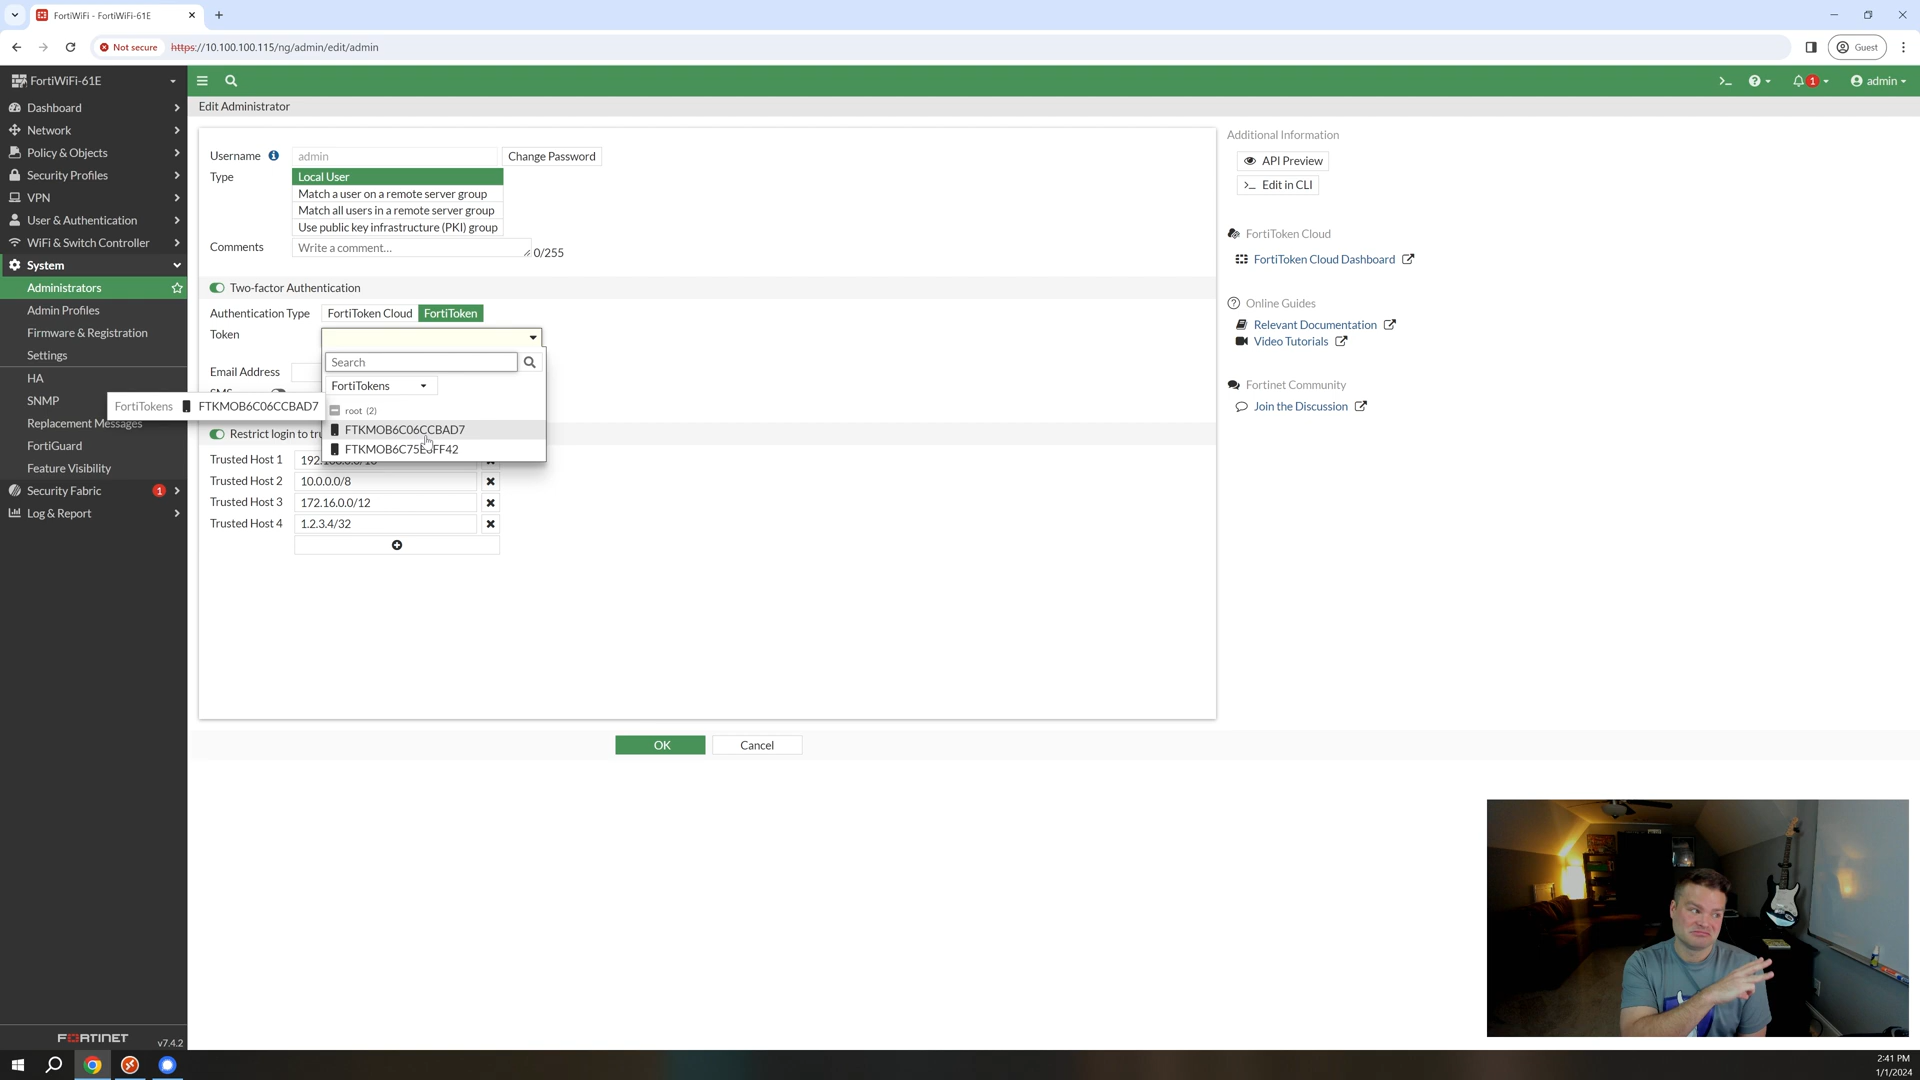 FortiWiFi - FortiWiFi-61E
Not secure
https://10.100.100.115/ng/admin/edit/admin
Guest
FortiWiFi-61E
1
admin
Dashboard
Network
Policy & Objects
Security Profiles
VPN
User & Authentication
WiFi & Switch Controller
System
Administrators
Admin Profiles
Firmware & Registration
Settings
HA
SNMP
Replacement Messages
FortiGuard
Feature Visibility
Security Fabric 1
Log & Report
FORTINET v7.4.2
Edit Administrator
Username admin Change Password
Type Local User
Match a user on a remote server group
Match all users in a remote server group
Use public key infrastructure (PKI) group
Comments Write a comment... 0/255
Two-factor Authentication
Authentication Type FortiToken Cloud FortiToken
Token
Search
Email Address
FortiTokens
FortiTokens FTKMOB6C06CCBAD7
root (2)
FTKMOB6C06CCBAD7
Restrict login to
FTKMOB6C75
FF42
Trusted Host 1
Trusted Host 2 10.0.0.0/8
Trusted Host 3 172.16.0.0/12
Trusted Host 4 1.2.3.4/32
OK Cancel
Additional Information
API Preview
>_ Edit in CLI
FortiToken Cloud
FortiToken Cloud Dashboard
Online Guides
Relevant Documentation
Video Tutorials
Fortinet Community
Join the Discussion
2:41 PM
1/1/2024